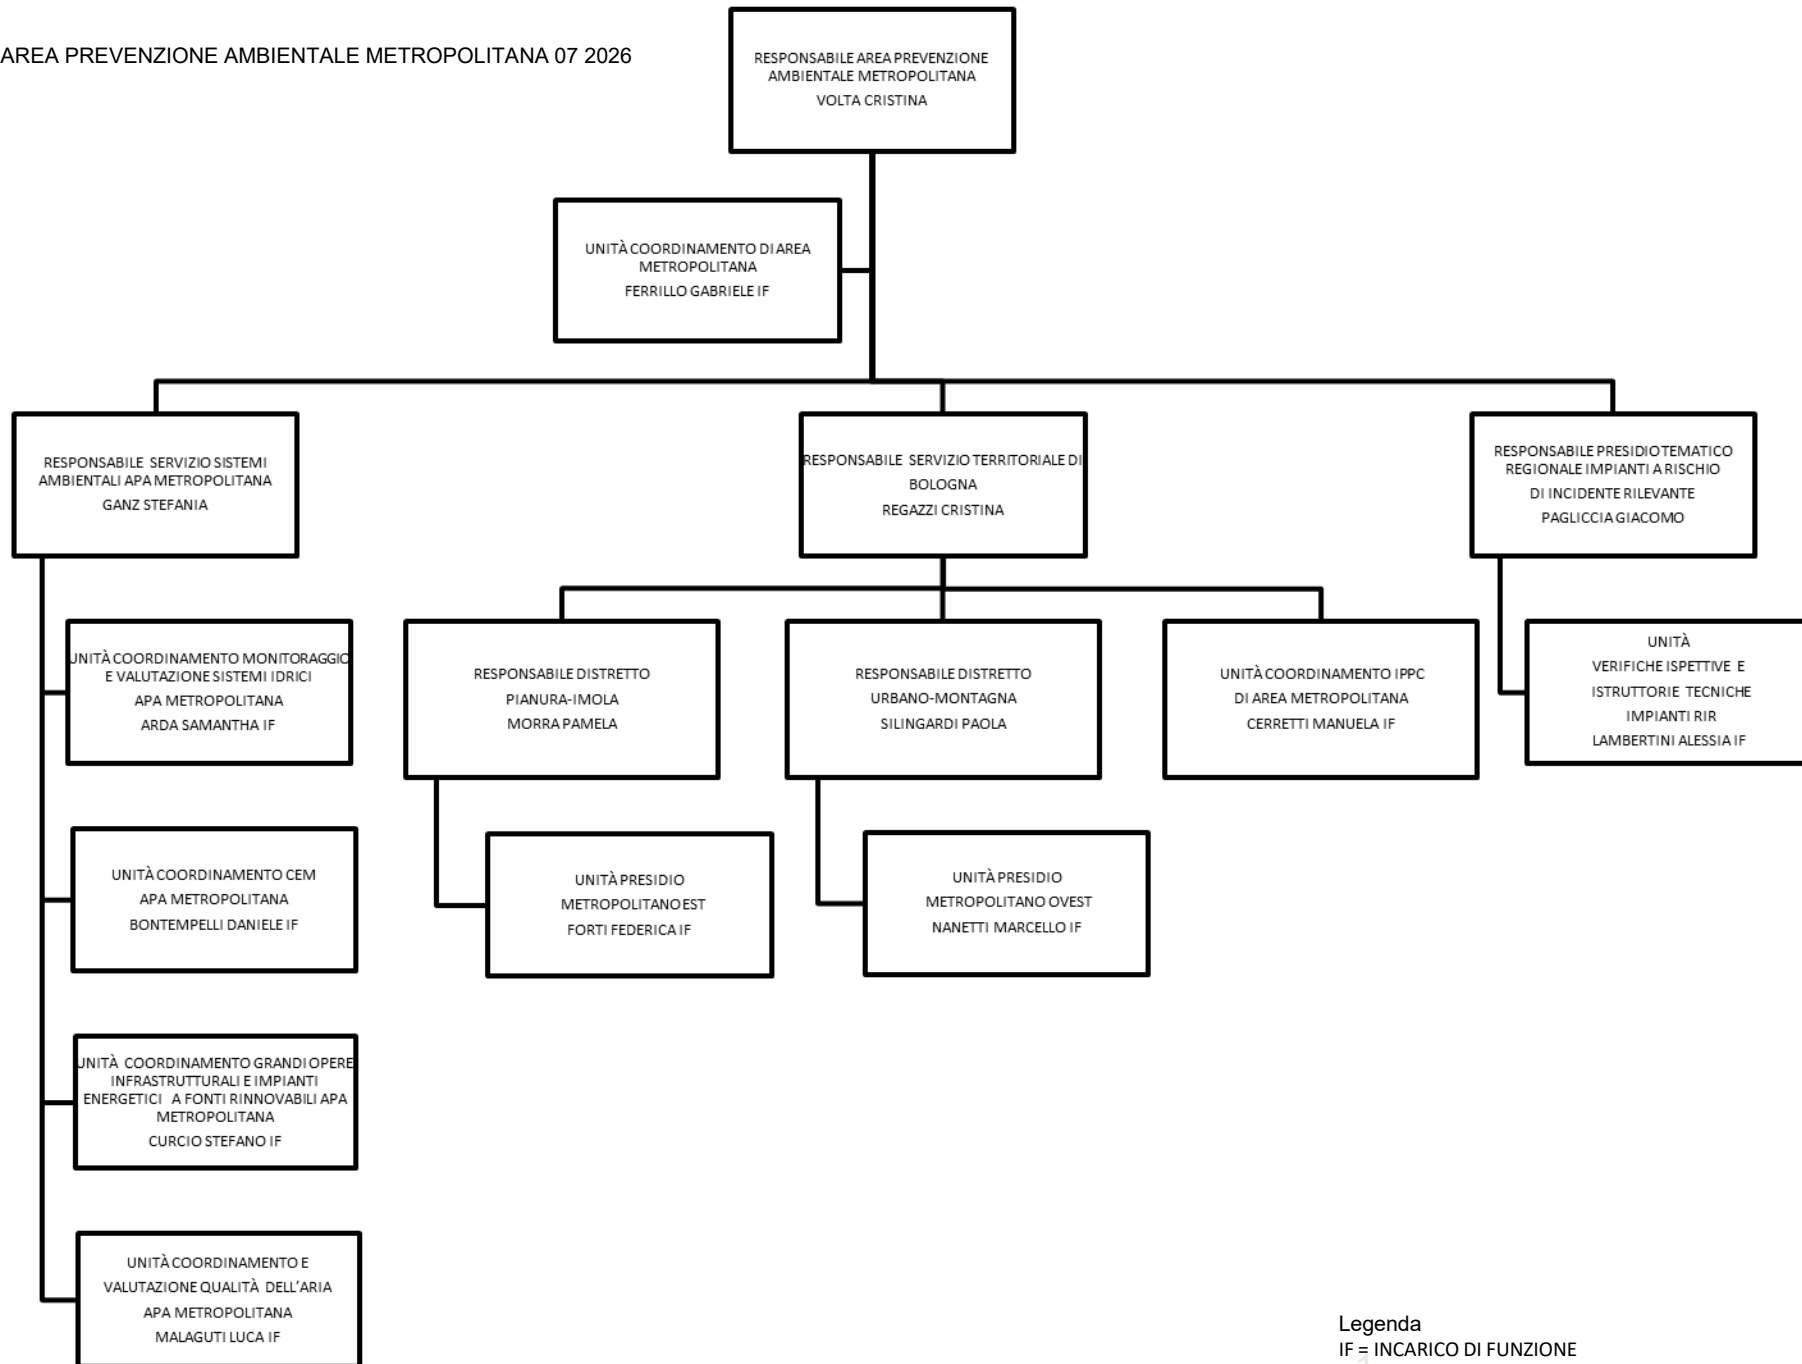 AREA PREVENZIONE AMBIENTALE METROPOLITANA 07 2026
RESPONSABILE AREA PREVENZIONE
AMBIENTALE METROPOLITANA
VOLTA CRISTINA
UNITÀ COORDINAMENTO DI AREA
METROPOLITANA
FERRILLO GABRIELE IF
RESPONSABILE SERVIZIO SISTEMI
AMBIENTALI APA METROPOLITANA
GANZ STEFANIA
RESPONSABILE SERVIZIO TERRITORIALE DI
BOLOGNA
REGAZZI CRISTINA
RESPONSABILE PRESIDIO TEMATICO
REGIONALE IMPIANTI A RISCHIO
DI INCIDENTE RILEVANTE
PAGLICCIA GIACOMO
UNITÀ COORDINAMENTO MONITORAGGIO
E VALUTAZIONE SISTEMI IDRICI
APA METROPOLITANA
ARDA SAMANTHA IF
RESPONSABILE DISTRETTO
PIANURA-IMOLA
MORRA PAMELA
RESPONSABILE DISTRETTO
URBANO-MONTAGNA
SILINGARDI PAOLA
UNITÀ COORDINAMENTO IPPC
DI AREA METROPOLITANA
CERRETTI MANUELA IF
UNITÀ
VERIFICHE ISPETTIVE E
ISTRUTTORIE TECNICHE
IMPIANTI RIR
LAMBERTINI ALESSIA IF
UNITÀ COORDINAMENTO CEM
APA METROPOLITANA
BONTEMPELLI DANIELE IF
UNITÀ PRESIDIO
METROPOLITANO EST
FORTI FEDERICA IF
UNITÀ PRESIDIO
METROPOLITANO OVEST
NANETTI MARCELLO IF
UNITÀ COORDINAMENTO GRANDI OPERE
INFRASTRUTTURALI E IMPIANTI
ENERGETICI A FONTI RINNOVABILI APA
METROPOLITANA
CURCIO STEFANO IF
UNITÀ COORDINAMENTO E
VALUTAZIONE QUALITÀ DELL'ARIA
APA METROPOLITANA
MALAGUTI LUCA IF
Legenda
IF = INCARICO DI FUNZIONE